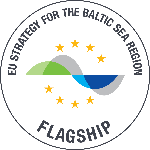 EU STRATEGY FOR THE BALTIC SEA REGION
FLAGSHIP